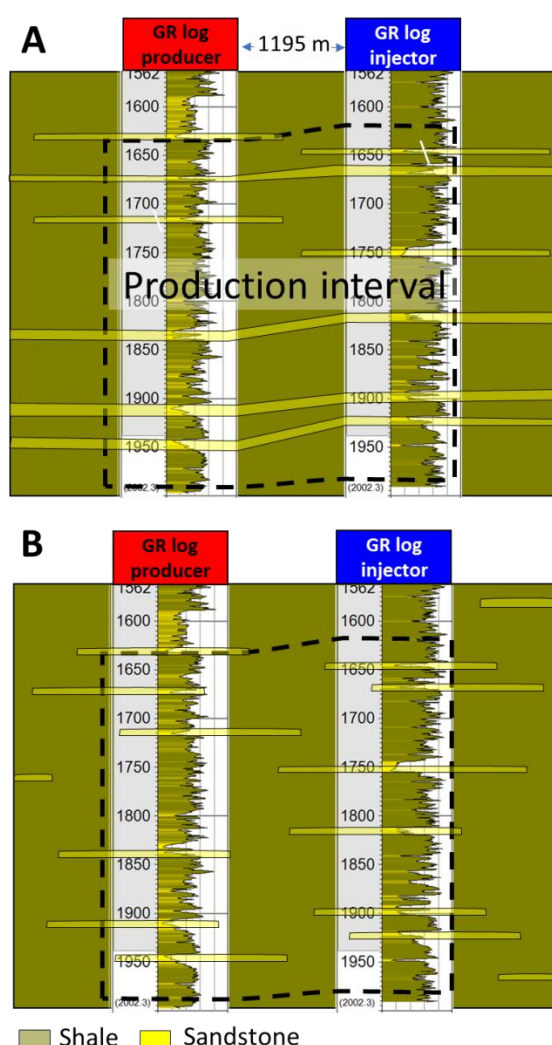 A
GR log
producer
1195 m
GR log
injector
1562
1562
1600
1600
1650
1650
1700
1700
1750
1750
Production interval
1800
1800
1850
1850
1900
1900
1950
1950
(2002.3)
(2002.3)
B
GR log
producer
GR log
injector
1562
1562
1600
1600
1650
1650
1700
1700
1750
1750
1800
1800
1850
1850
1900
1900
1950
1950
(2002.3)
(2002.3)
Shale
Sandstone